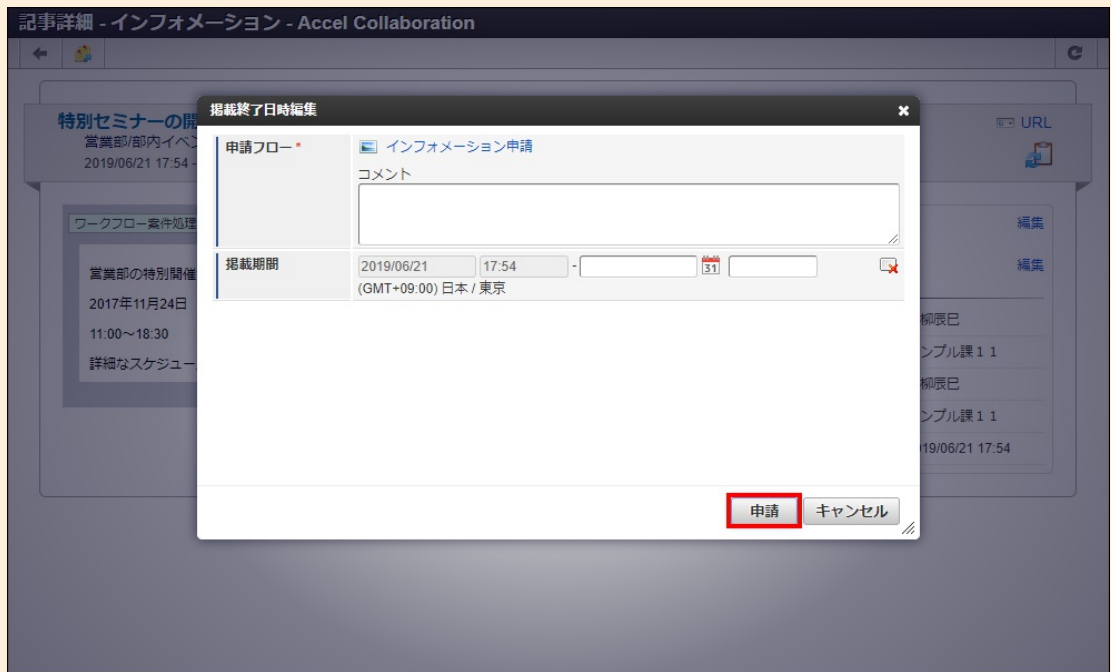 記事詳細 - インフォメーション - Accel Collaboration
特別セミナーの開
営業部/部内イベン
2019/06/21 17:54 -
URL
掲載終了日時編集
申請フロー *
インフォメーション申請
コメント
掲載期間
2019/06/21 17:54 - 31
(GMT+09:00) 日本 / 東京
申請 キャンセル
ワークフロー案件処理
営業部の特別開催
2017年11月24日
11:00～18:30
詳細なスケジュー
編集
編集
柳辰巳
ンプル課11
柳辰巳
ンプル課11
19/06/21 17:54